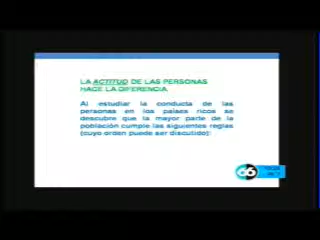 LA ACTITUD DE LAS PERSONAS
HACE LA DIFERENCIA
Al estudiar la conducta de las
personas en los países ricos se
descubre que la mayor parte de la
población cumple las siguientes reglas
(cuyo orden puede ser discutido):
66